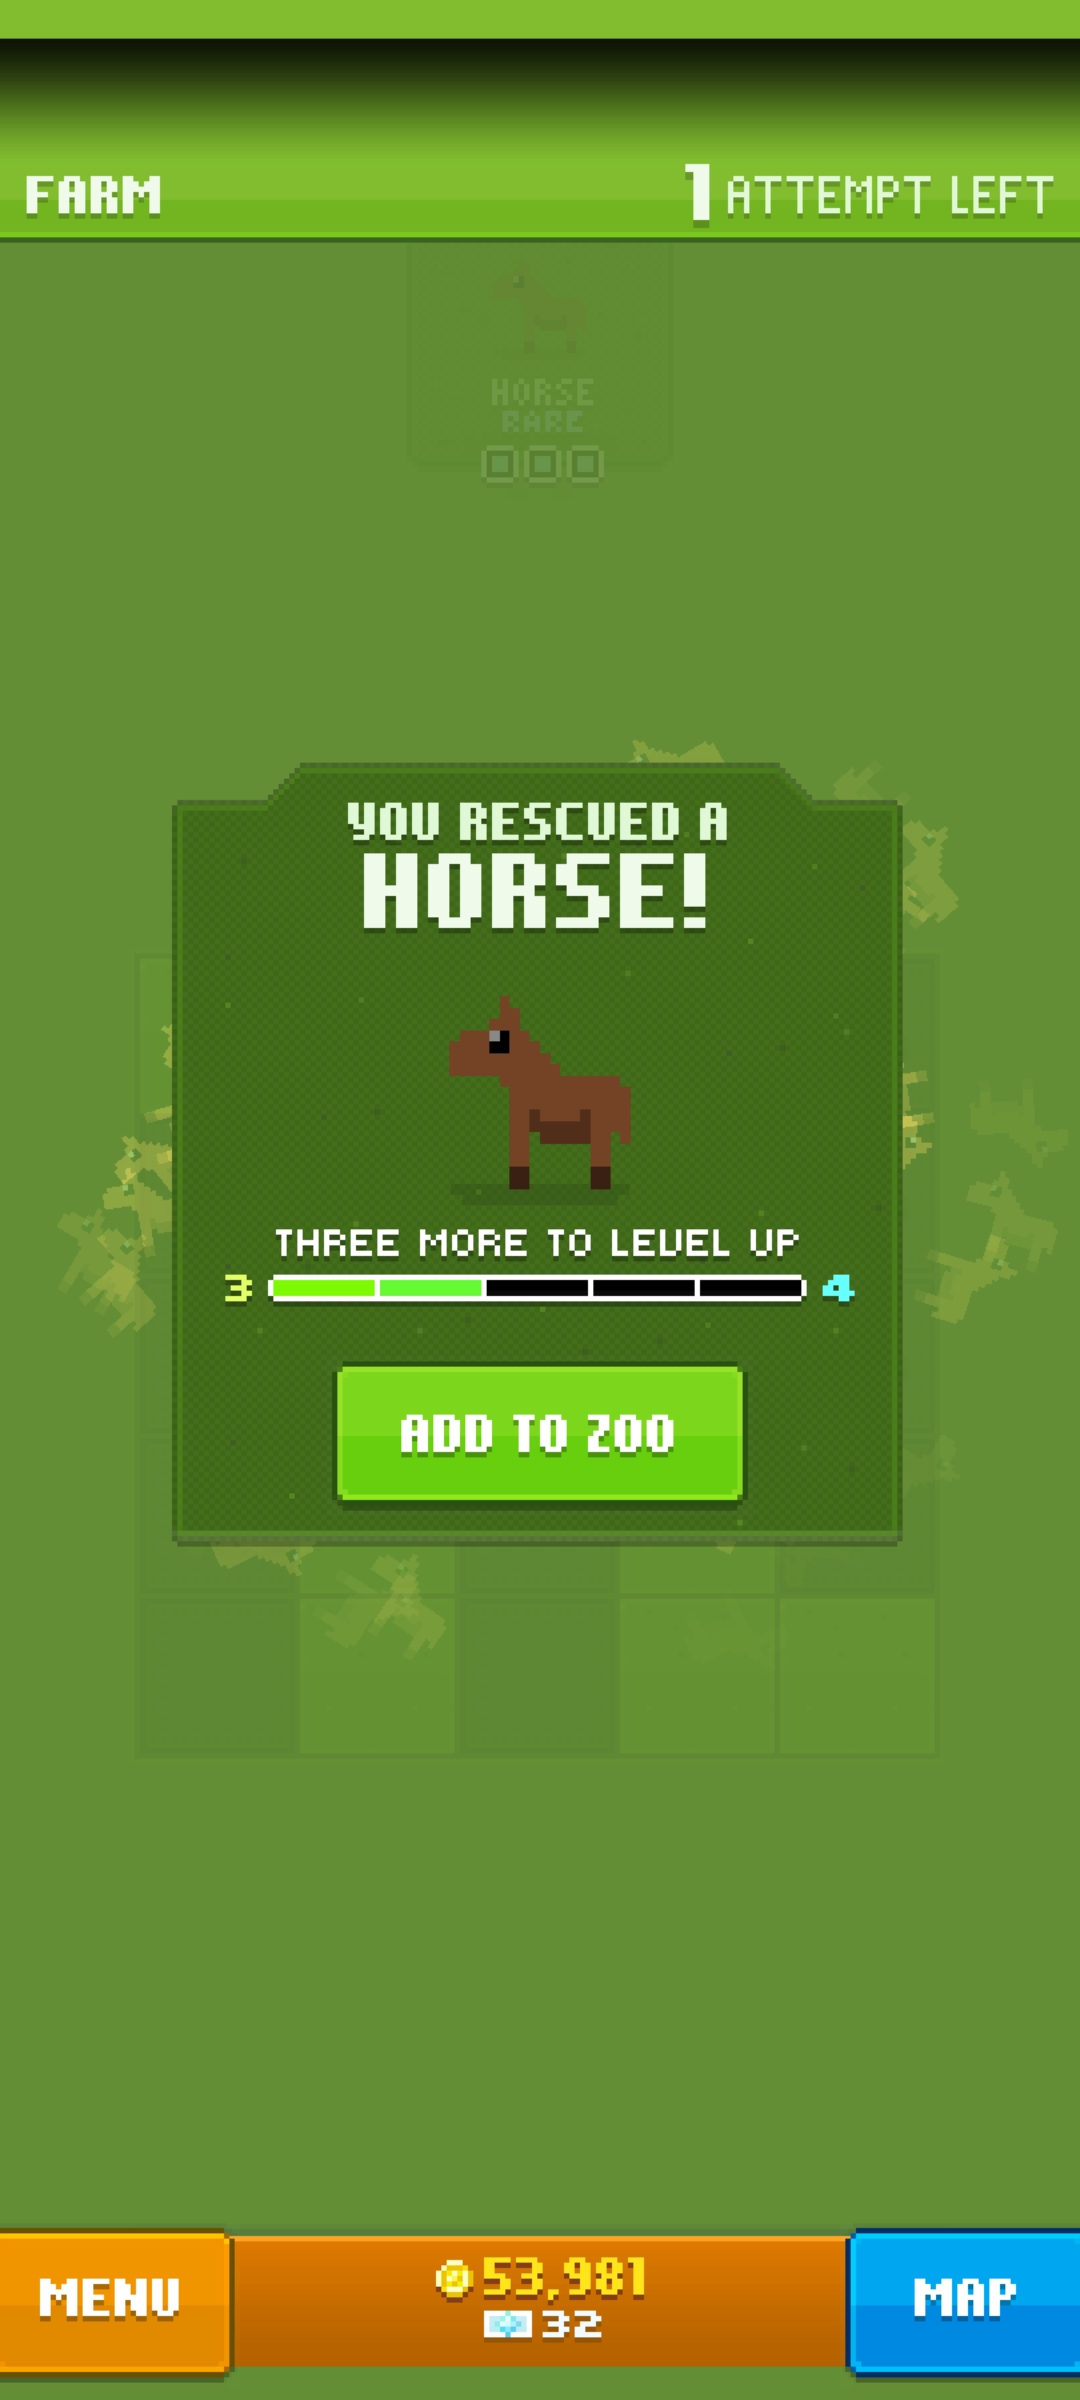 FARM
1 ATTEMPT LEFT
HORSE
RARE
YOU RESCUED A
HORSE!
THREE MORE TO LEVEL UP
3 4
ADD TO ZOO
MENU
53,981
32
MAP